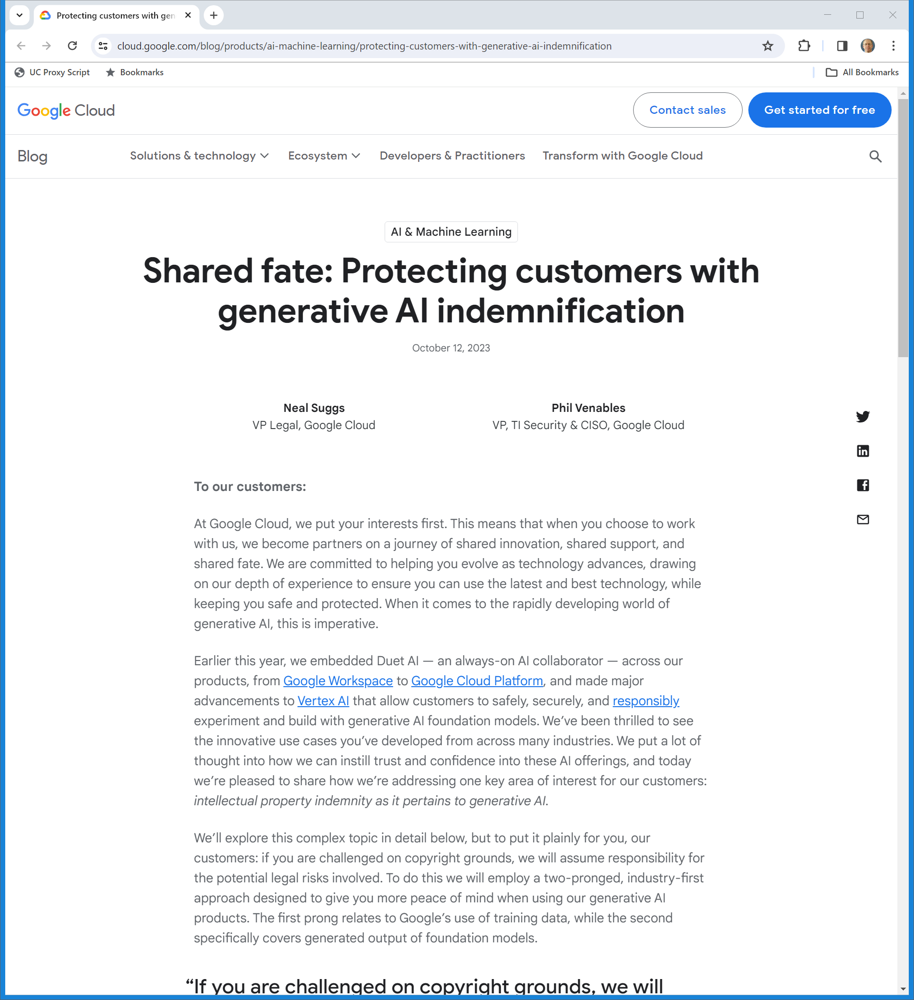 Protecting customers with gen
cloud.google.com/blog/products/ai-machine-learning/protecting-customers-with-generative-ai-indemnification
UC Proxy Script
Bookmarks
All Bookmarks
Google Cloud
Contact sales
Get started for free
Blog
Solutions & technology
Ecosystem
Developers & Practitioners
Transform with Google Cloud
AI & Machine Learning
Shared fate: Protecting customers with
generative AI indemnification
October 12, 2023
Neal Suggs
VP Legal, Google Cloud
Phil Venables
VP, TI Security & CISO, Google Cloud
To our customers:
At Google Cloud, we put your interests first. This means that when you choose to work
with us, we become partners on a journey of shared innovation, shared support, and
shared fate. We are committed to helping you evolve as technology advances, drawing
on our depth of experience to ensure you can use the latest and best technology, while
keeping you safe and protected. When it comes to the rapidly developing world of
generative AI, this is imperative.
Earlier this year, we embedded Duet AI — an always-on AI collaborator — across our
products, from Google Workspace to Google Cloud Platform, and made major
advancements to Vertex AI that allow customers to safely, securely, and responsibly
experiment and build with generative AI foundation models. We’ve been thrilled to see
the innovative use cases you’ve developed from across many industries. We put a lot of
thought into how we can instill trust and confidence into these AI offerings, and today
we’re pleased to share how we’re addressing one key area of interest for our customers:
intellectual property indemnity as it pertains to generative AI.
We’ll explore this complex topic in detail below, but to put it plainly for you, our
customers: if you are challenged on copyright grounds, we will assume responsibility for
the potential legal risks involved. To do this we will employ a two-pronged, industry-first
approach designed to give you more peace of mind when using our generative AI
products. The first prong relates to Google’s use of training data, while the second
specifically covers generated output of foundation models.
“If you are challenged on copyright grounds, we will